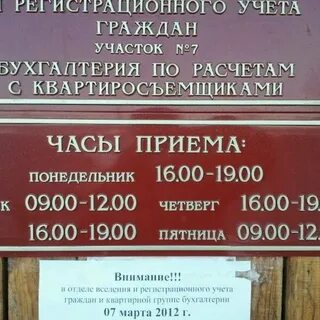 И РЕГИСТРАЦИОННОГО УЧЕТА
ГРАЖДАН
УЧАСТОК №7
БУХГАЛТЕРИЯ ПО РАСЧЕТАМ
С КВАРТИРОСЪЕМЩИКАМИ
ЧАСЫ ПРИЕМА:
ПОНЕДЕЛЬНИК 16.00-19.00
К 09.00-12.00 ЧЕТВЕРГ 16.00-19.
16.00-19.00 ПЯТНИЦА 09.00-12.
Внимание!!!
в отделе вселения и регистрационного учета
граждан и квартирной группе бухгалтерии
07 марта 2012 г.